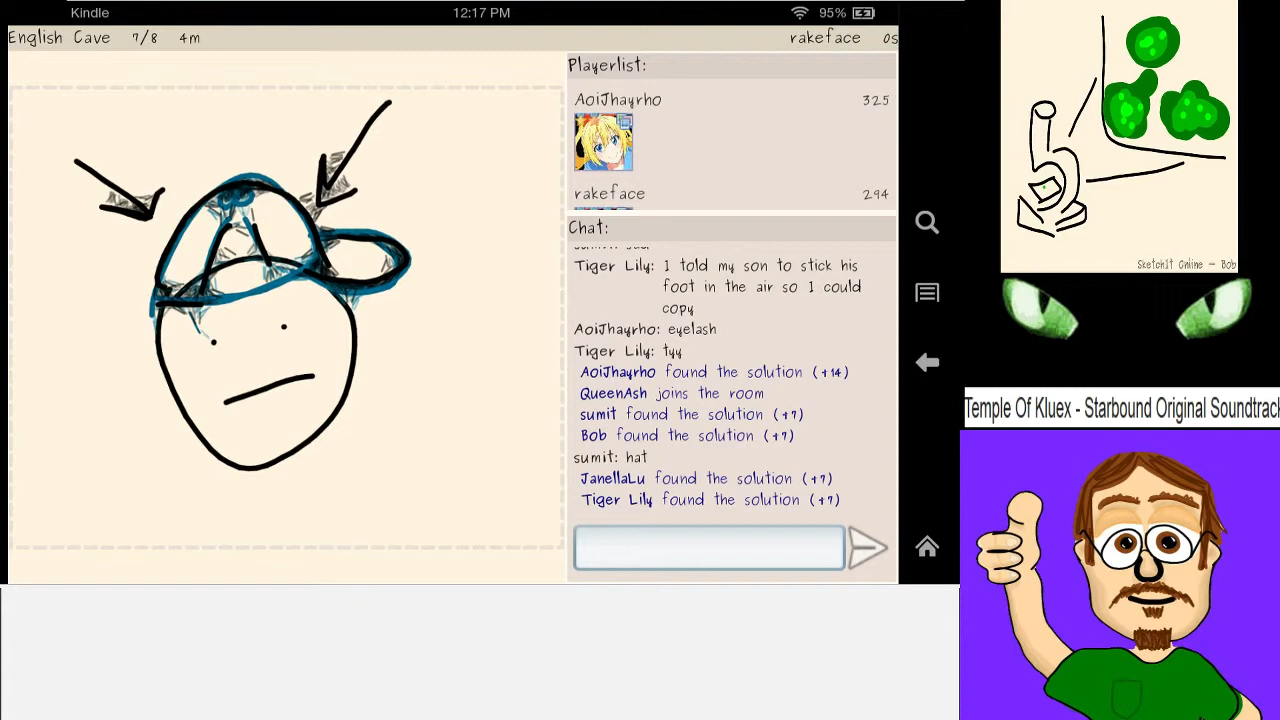 Kindle 12:17 PM 95%
English Cave 7/8 4m rakeface 0s
Playerlist:
AoiJhayrho 325
rakeface 294
Chat:
Tiger Lily: I told my son to stick his
foot in the air so I could
copy
AoiJhayrho: eyelash
Tiger Lily: tyy
AoiJhayrho found the solution (+14)
QueenAsh joins the room
sumit found the solution (+7)
Bob found the solution (+7)
sumit: hat
JanellaLu found the solution (+7)
Tiger Lily found the solution (+7)
SketchIt Online - Bob
Temple Of Kluex - Starbound Original Soundtrack